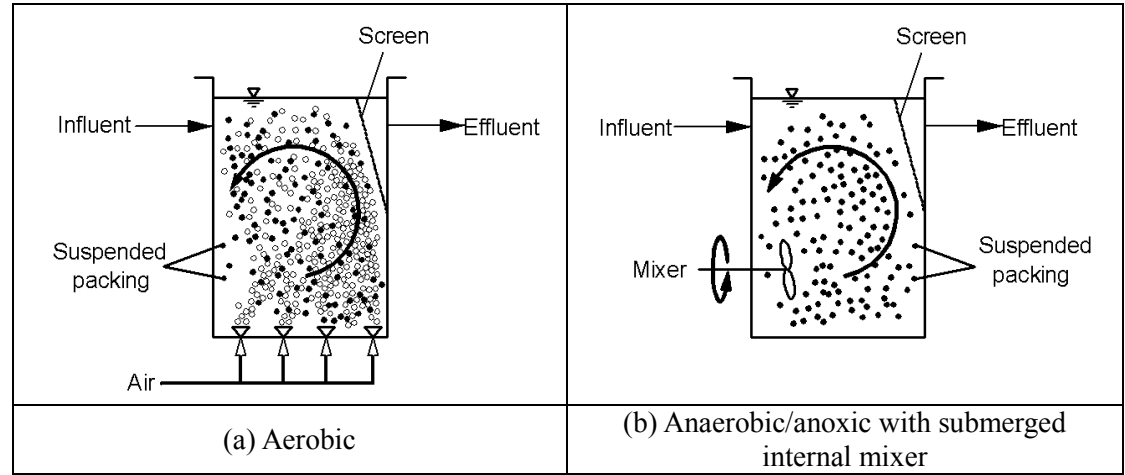 Screen
Influent
Effluent
Suspended
packing
Air
(a) Aerobic
Screen
Influent
Effluent
Mixer
Suspended
packing
(b) Anaerobic/anoxic with submerged
internal mixer